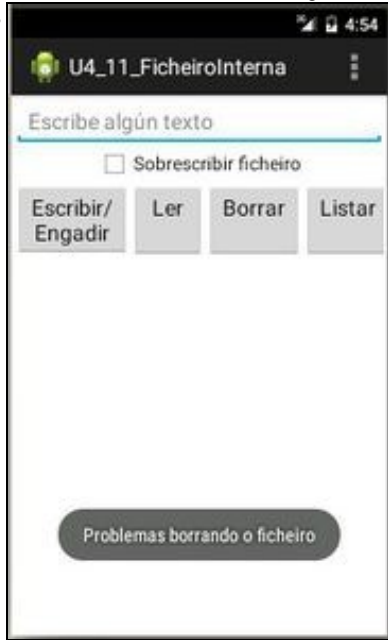 4:54
U4_11_FicheiroInterna
Escribe algún texto
Sobrescribir ficheiro
Escribir/
Engadir
Ler
Borrar
Listar
Problemas borrando o ficheiro